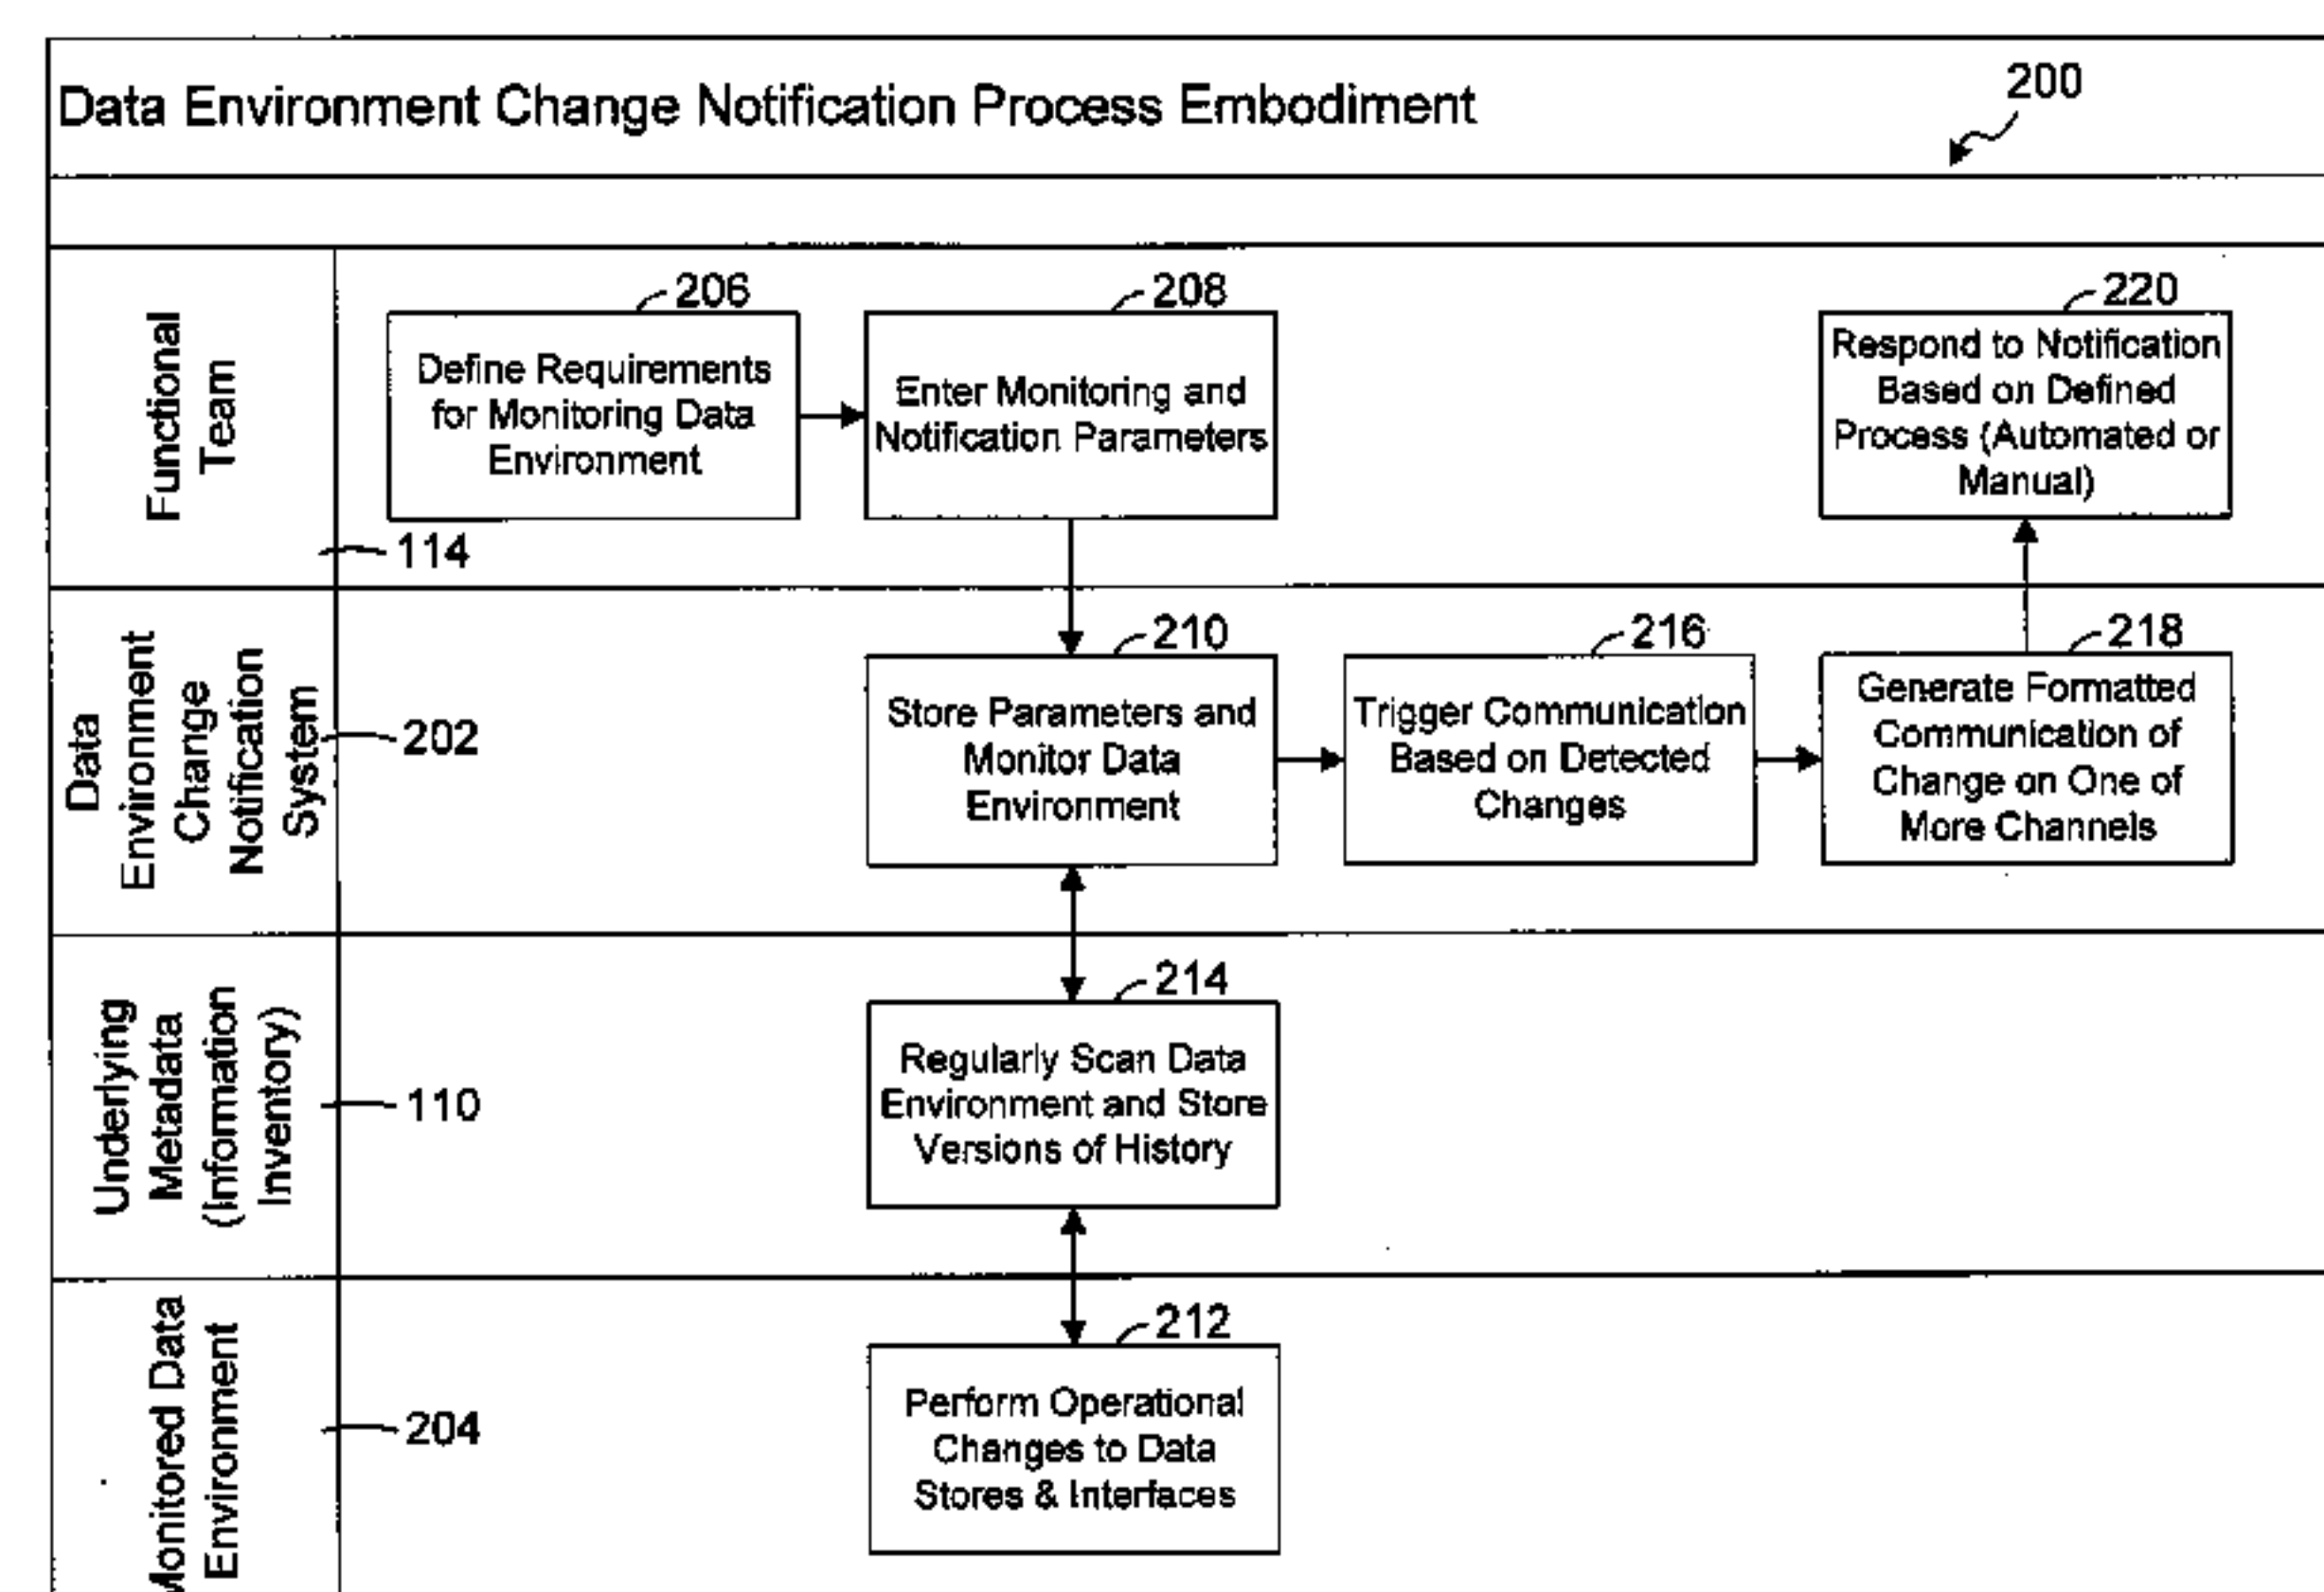 Data Environment Change Notification Process Embodiment
200
Functional
Team
114
206
Define Requirements
for Monitoring Data
Environment
208
Enter Monitoring and
Notification Parameters
220
Respond to Notification
Based on Defined
Process (Automated or
Manual)
Data
Environment
Change
Notification
System
202
210
Store Parameters and
Monitor Data
Environment
216
Trigger Communication
Based on Detected
Changes
218
Generate Formatted
Communication of
Change on One of
More Channels
Underlying
Metadata
(Information
Inventory)
110
214
Regularly Scan Data
Environment and Store
Versions of History
Monitored Data
Environment
204
212
Perform Operational
Changes to Data
Stores & Interfaces